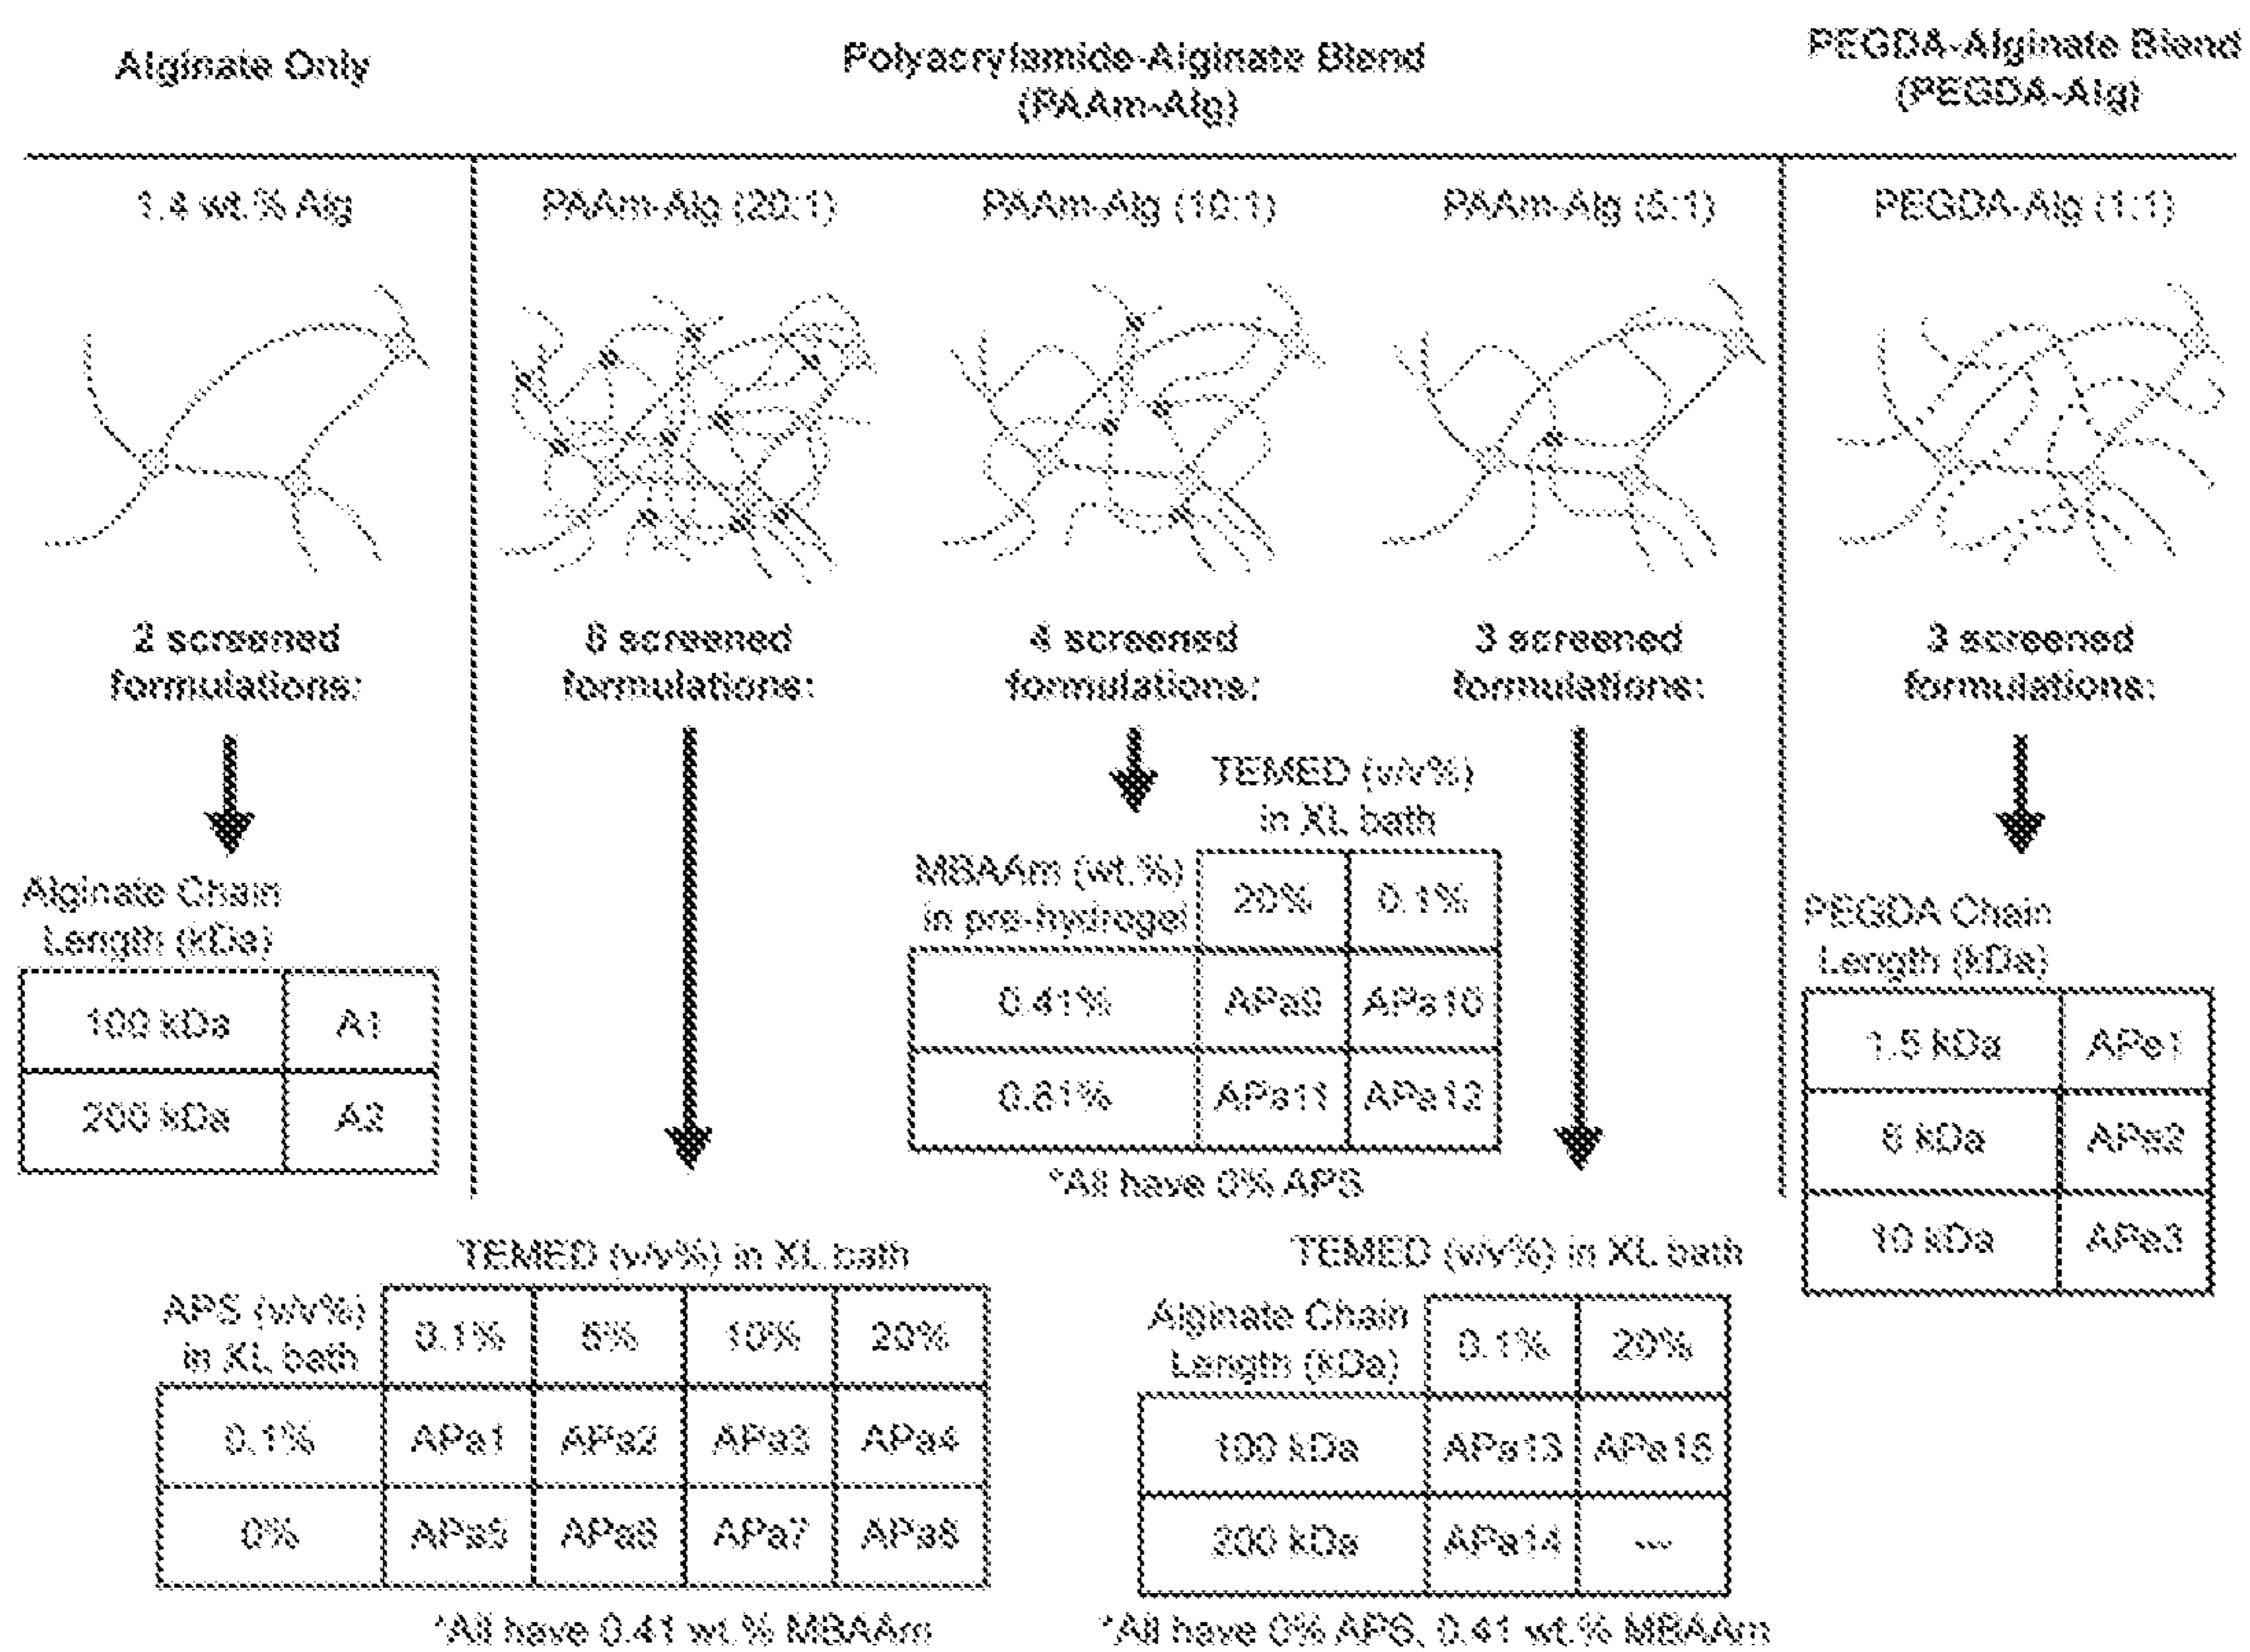 Alginate Only
Polyacrylamide-Alginate Blend
(PAAm-Alg)
PEGDA-Alginate Blend
(PEGDA-Alg)
1.4 wt.% Alg
PAAm-Alg (20:1)
PAAm-Alg (10:1)
PAAm-Alg (5:1)
PEGDA-Alg (1:1)
2 screened
formulations:
8 screened
formulations:
4 screened
formulations:
3 screened
formulations:
3 screened
formulations:
Alginate Chain
Length (kDa)
100 kDa A1
200 kDa A2
TEMED (v/v%)
in XL bath
MBAAm (wt.%)
in pre-hydrogel
20% 0.1%
0.41% APa9 APa10
0.81% APa11 APa12
*All have 0% APS
PEGDA Chain
Length (kDa)
1.5 kDa APe1
6 kDa APe2
10 kDa APe3
TEMED (v/v%) in XL bath
APS (v/v%)
in XL bath
0.1% 5% 10% 20%
0.1% APa1 APa2 APa3 APa4
0% APa5 APa6 APa7 APa8
*All have 0.41 wt.% MBAAm
TEMED (v/v%) in XL bath
Alginate Chain
Length (kDa)
0.1% 20%
100 kDa APa13
200 kDa APa14 ---
*All have 0% APS, 0.41 wt.% MBAAm